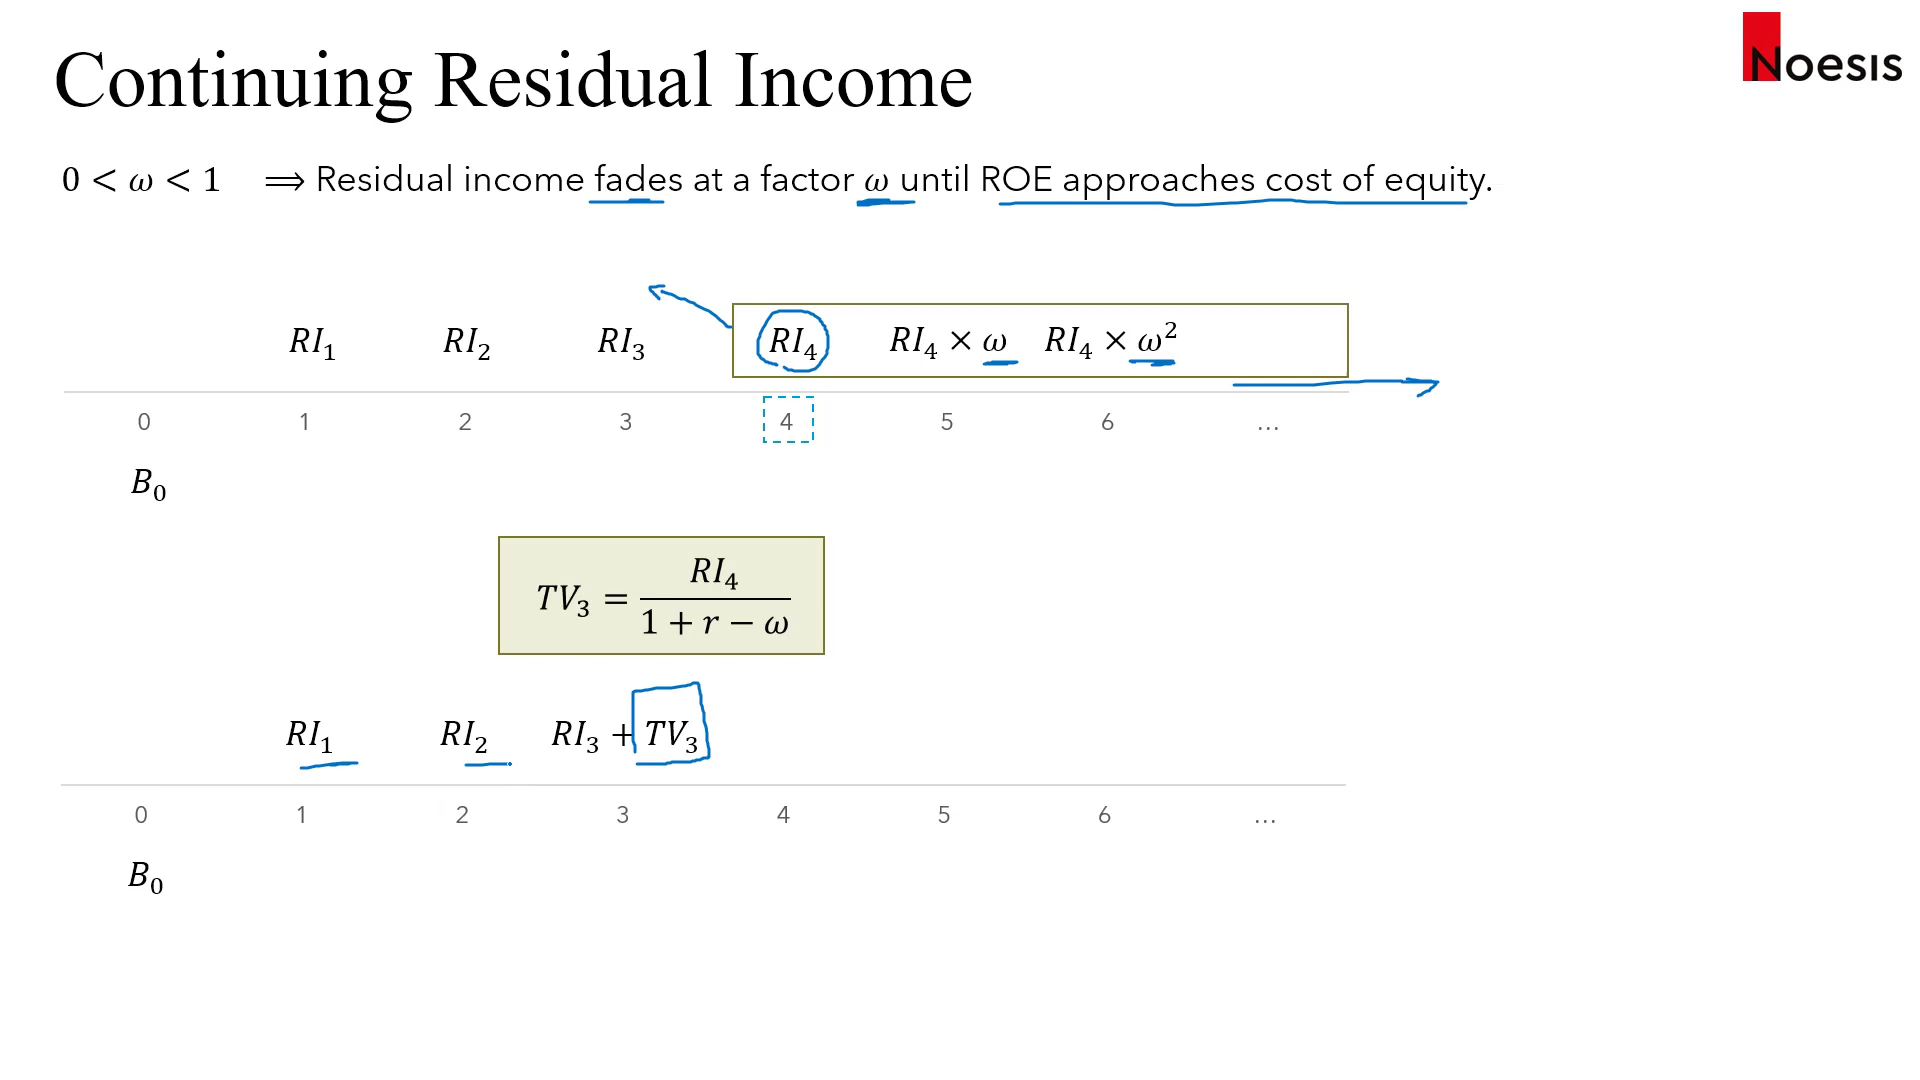 Noesis
Continuing Residual Income
0 < ω < 1 ⟹ Residual income fades at a factor ω until ROE approaches cost of equity.
RI₁ RI₂ RI₃ RI₄ RI₄ × ω RI₄ × ω²
0 1 2 3 4 5 6 ...
B₀
TV₃ = RI₄ / 1 + r − ω
RI₁ RI₂ RI₃ + TV₃
0 1 2 3 4 5 6 ...
B₀